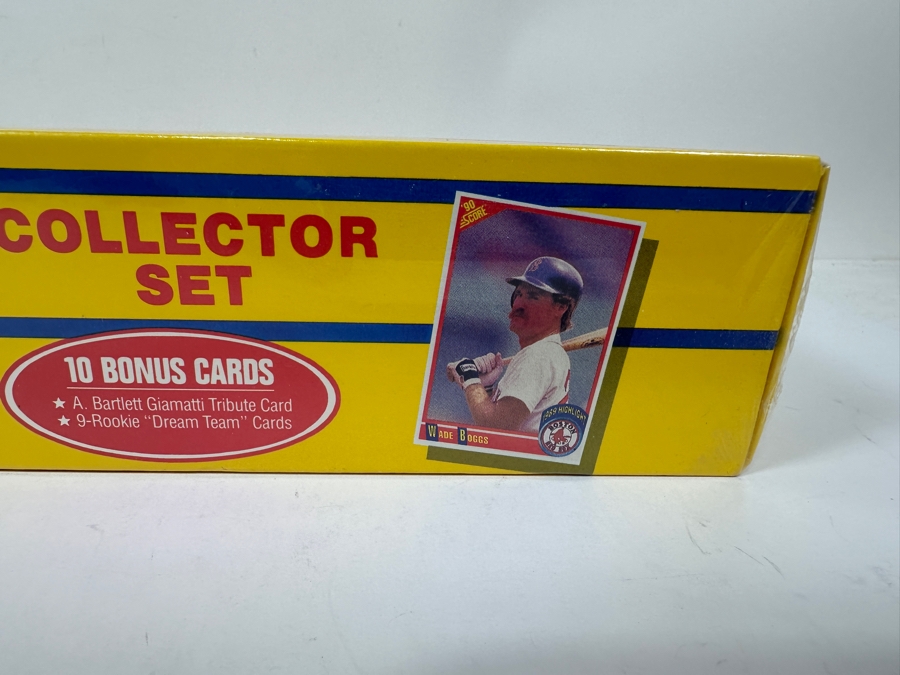 COLLECTOR
SET
10 BONUS CARDS
★ A. Bartlett Giamatti Tribute Card
★ 9-Rookie "Dream Team" Cards
'90
SCORE
1989 HIGHLIGHT
BOSTON
RED SOX
WADE BOGGS